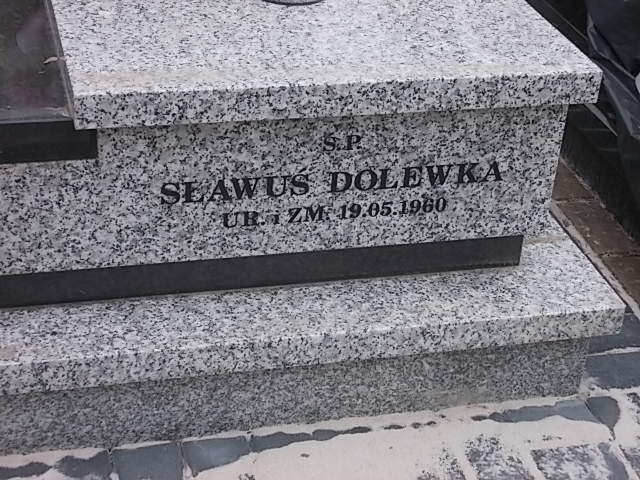 Ś.P.
SŁAWUŚ DOLEWKA
UR. i ZM. 19.05.1960